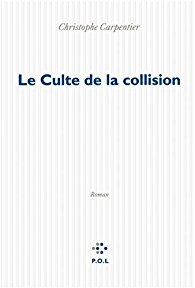 Christophe Carpentier
Le Culte de la collision
Roman
P.O.L